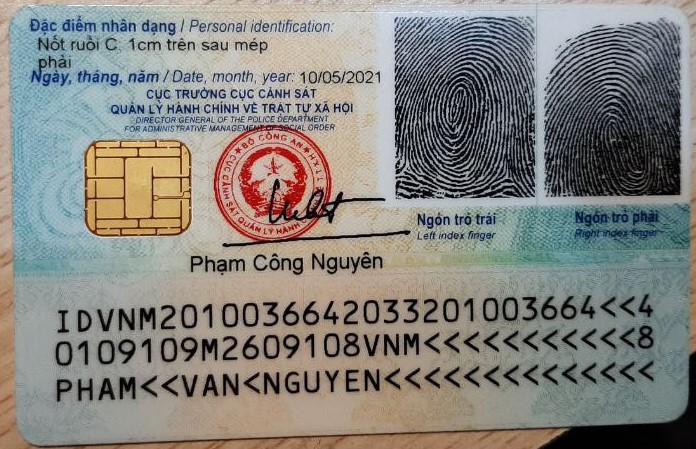 Đặc điểm nhân dạng / Personal identification:
Nốt ruồi C. 1cm trên sau mép
phải
Ngày, tháng, năm / Date, month, year: 10/05/2021
CỤC TRƯỞNG CỤC CẢNH SÁT
QUẢN LÝ HÀNH CHÍNH VỀ TRẬT TỰ XÃ HỘI
DIRECTOR GENERAL OF THE POLICE DEPARTMENT
FOR ADMINISTRATIVE MANAGEMENT OF SOCIAL ORDER
BỘ CÔNG AN
CỤC CẢNH SÁT QUẢN LÝ HÀNH
Ngón trỏ trái
Left index finger
Ngón trỏ phải
Right index finger
Phạm Công Nguyên
IDVNM2010036642033201003664<<4
0109109M2609108VNM<<<<<<<<<<<8
PHAM<<VAN<NGUYEN<<<<<<<<<<<<<<